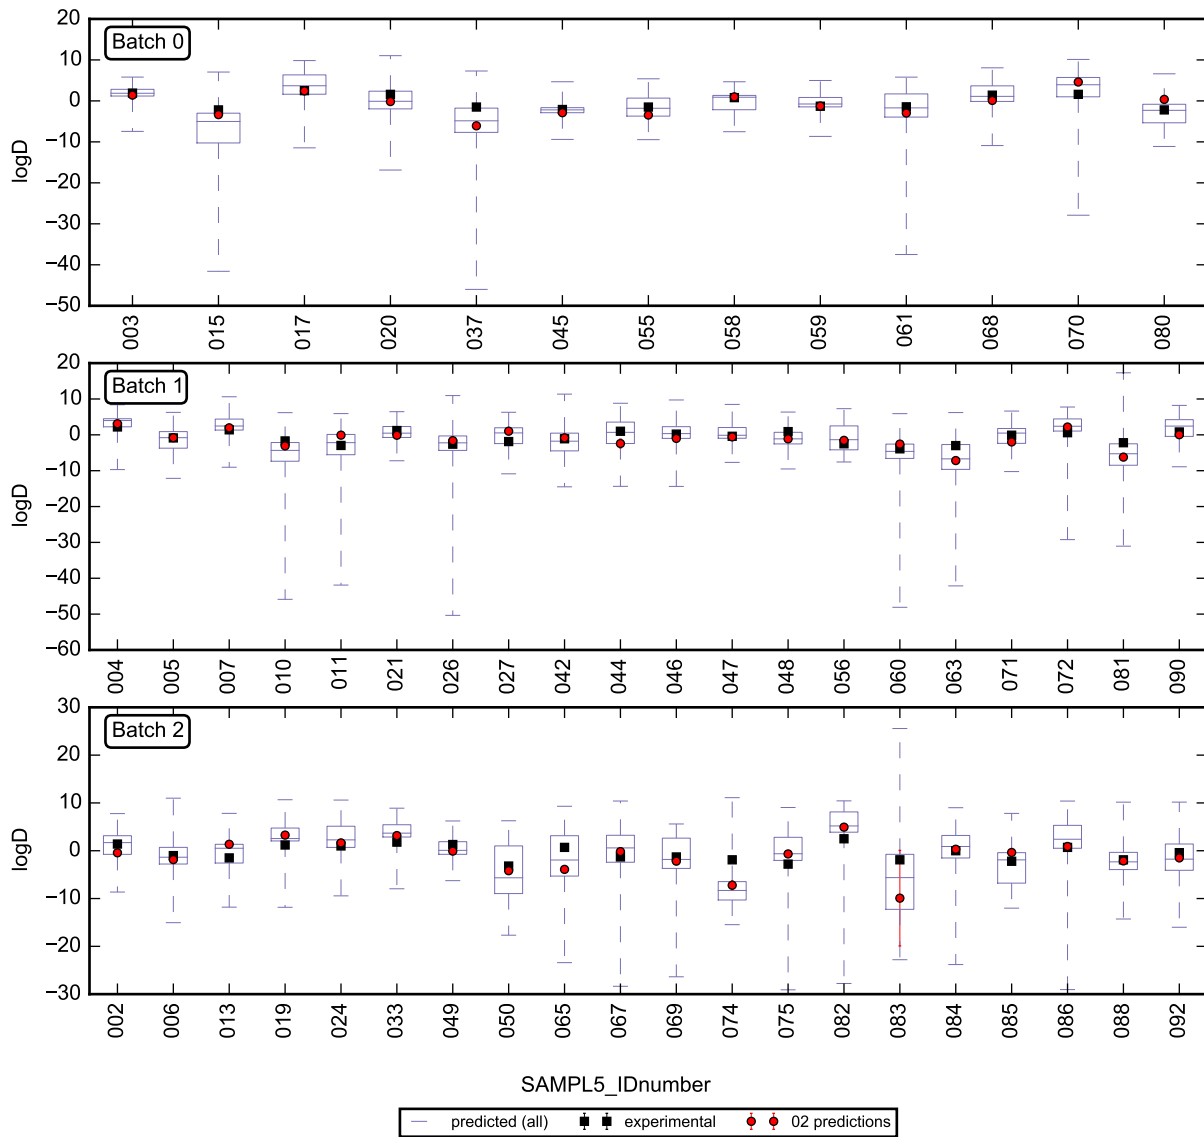 20
Batch 0
10
0
−10
−20
−30
−40
−50
logD
003 015 017 020 037 045 055 058 059 061 068 070 080
20
Batch 1
10
0
−10
−20
−30
−40
−50
−60
logD
004 005 007 010 011 021 026 027 042 044 046 047 048 056 060 063 071 072 081 090
30
Batch 2
20
10
0
−10
−20
−30
logD
002 006 013 019 024 033 049 050 065 067 069 074 075 082 083 084 085 086 088 092
SAMPL5_IDnumber
predicted (all) experimental 02 predictions